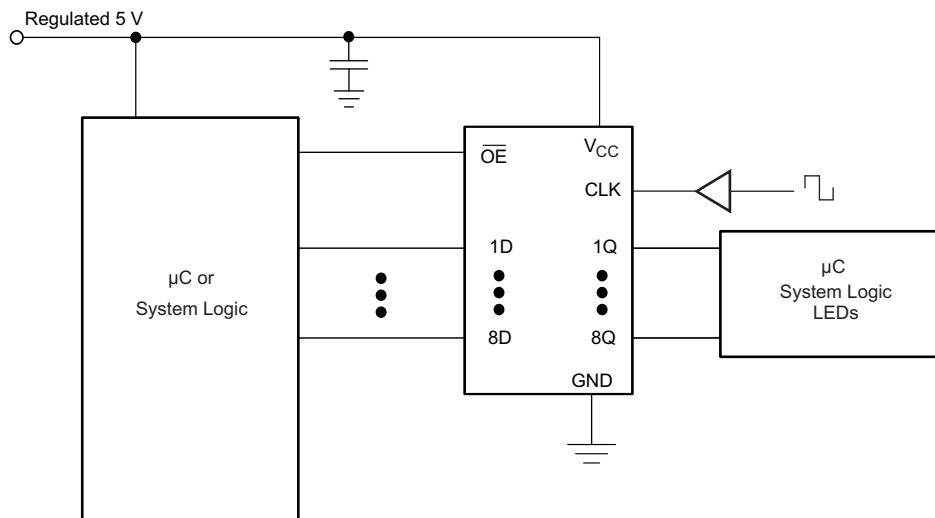 Regulated 5 V
OE
VCC
CLK
1D
1Q
8D
8Q
GND
µC or
System Logic
µC
System Logic
LEDs